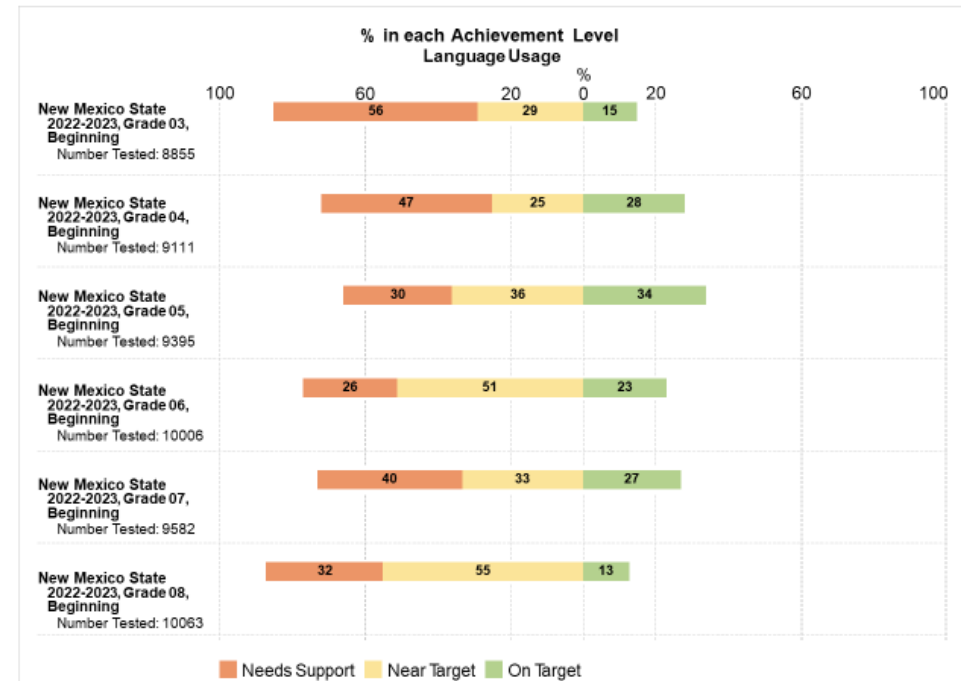 % in each Achievement Level
Language Usage
%
100 60 20 0 20 60 100
New Mexico State
2022-2023, Grade 03,
Beginning
Number Tested: 8855
56 29 15
New Mexico State
2022-2023, Grade 04,
Beginning
Number Tested: 9111
47 25 28
New Mexico State
2022-2023, Grade 05,
Beginning
Number Tested: 9395
30 36 34
New Mexico State
2022-2023, Grade 06,
Beginning
Number Tested: 10006
26 51 23
New Mexico State
2022-2023, Grade 07,
Beginning
Number Tested: 9582
40 33 27
New Mexico State
2022-2023, Grade 08,
Beginning
Number Tested: 10063
32 55 13
Needs Support Near Target On Target